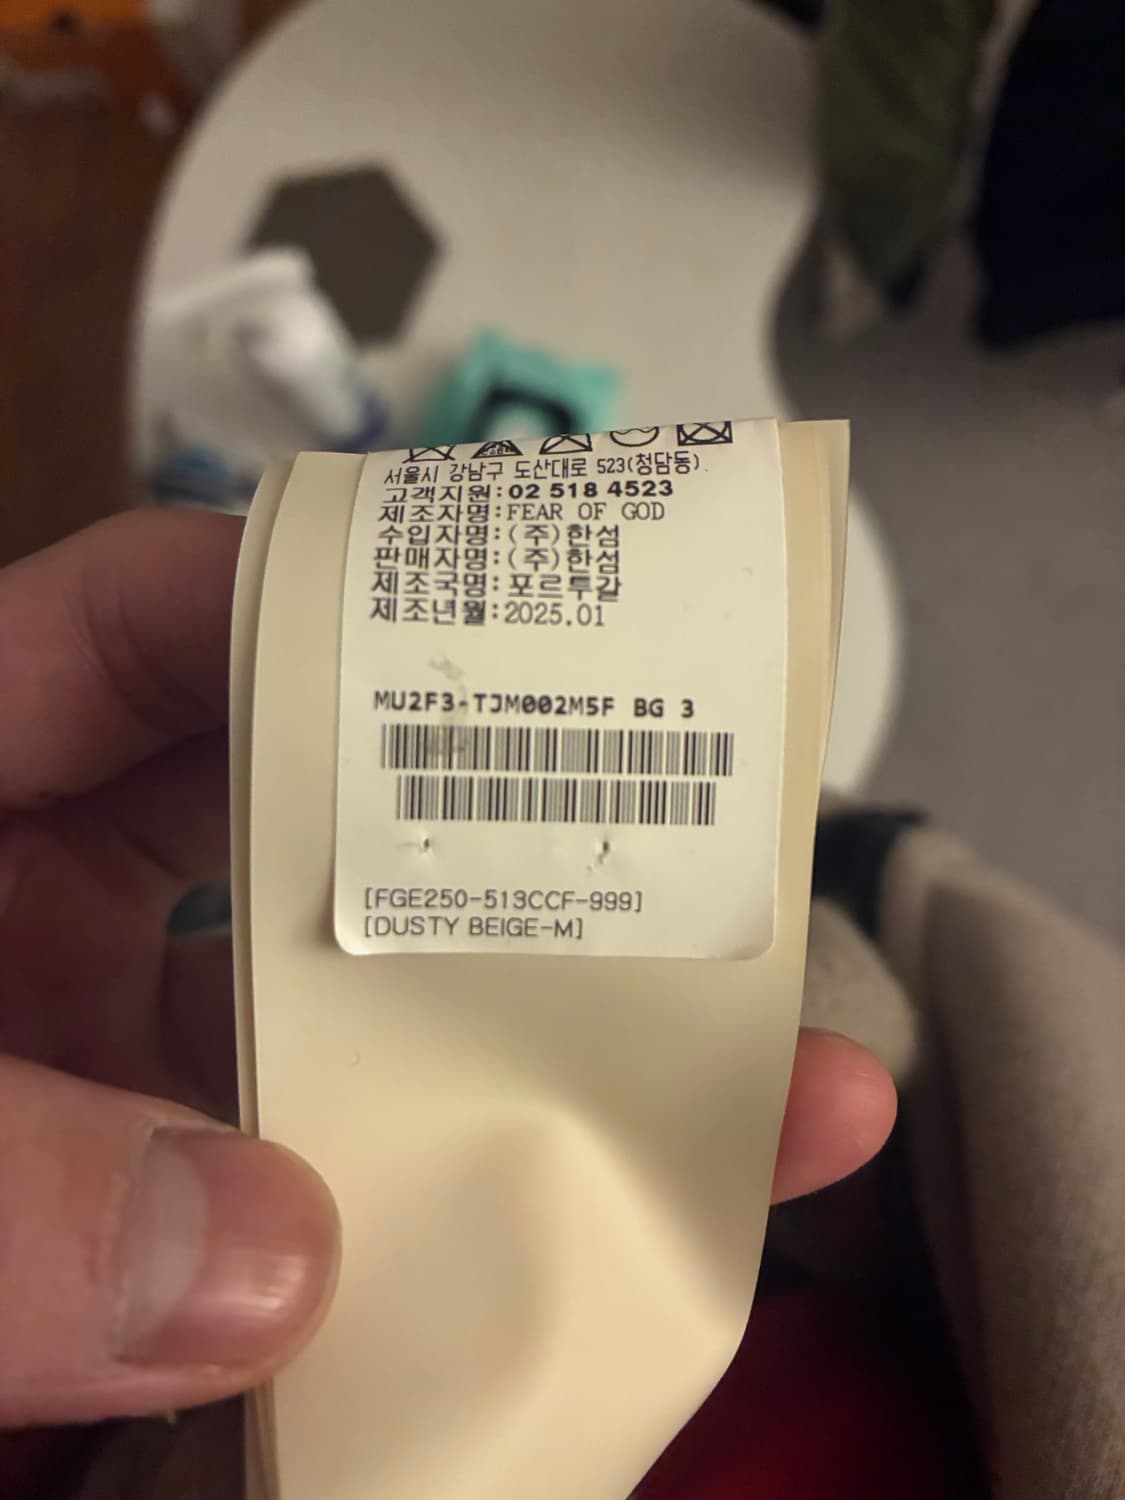 서울시 강남구 도산대로 523(청담동).
고객지원:02 518 4523
제조자명:FEAR OF GOD
수입자명:(주)한섬
판매자명:(주)한섬
제조국명:포르투갈
제조년월:2025.01
MU2F3-TJM002M5F BG 3
[FGE250-513CCF-999]
[DUSTY BEIGE-M]